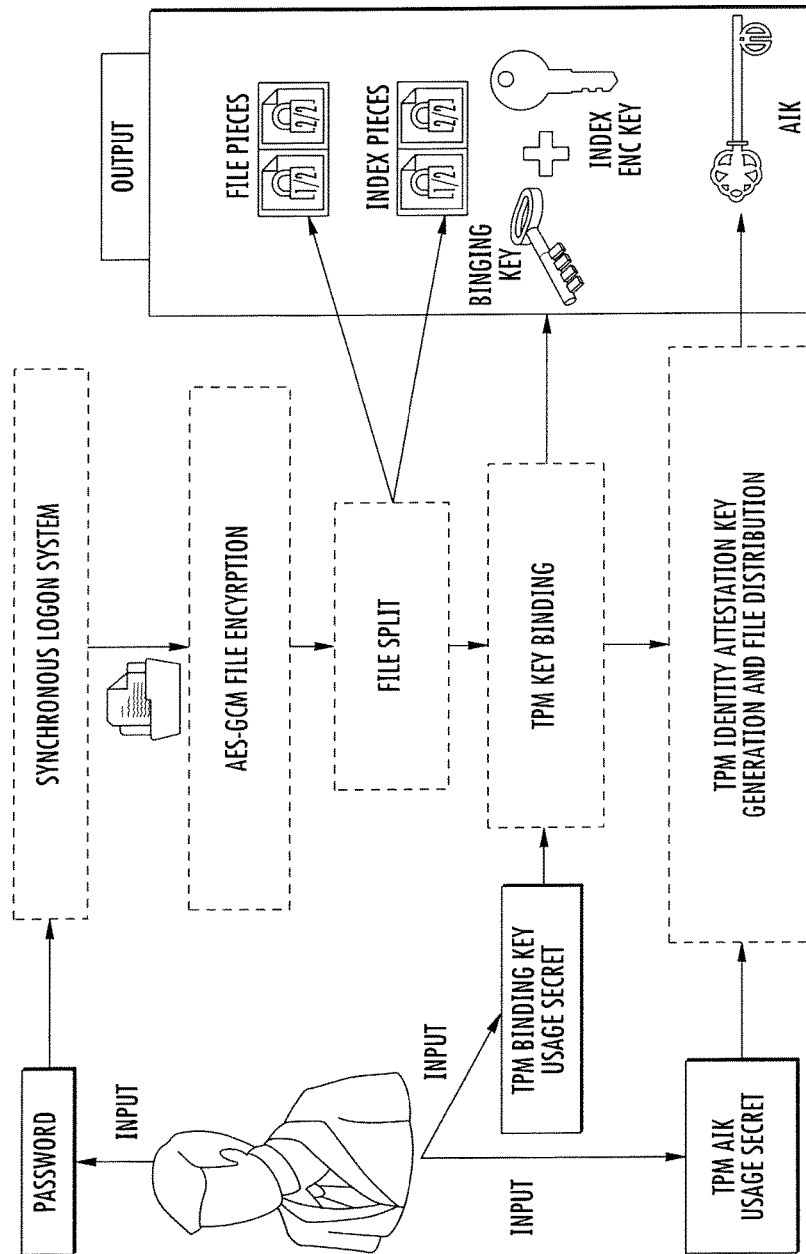 PASSWORD
INPUT
INPUT
INPUT
TPM BINDING KEY
USAGE SECRET
TPM AIK
USAGE SECRET
SYNCHRONOUS LOGON SYSTEM
AES-GCM FILE ENCYRPTION
FILE SPLIT
TPM KEY BINDING
TPM IDENTITY ATTESTATION KEY
GENERATION AND FILE DISTRIBUTION
OUTPUT
FILE PIECES
1/2
2/2
INDEX PIECES
1/2
2/2
BINGING
KEY
INDEX
ENC KEY
AIK